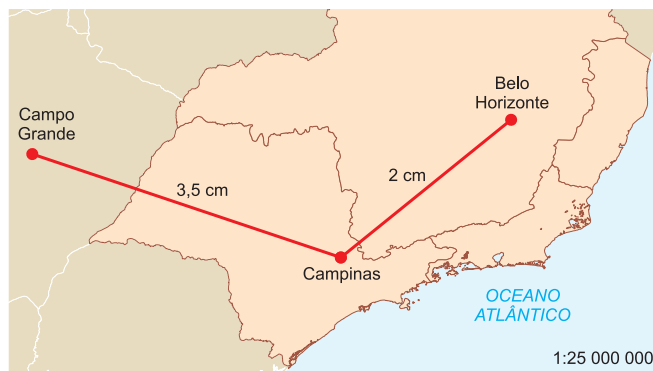 Belo
Horizonte
Campo
Grande
2 cm
3,5 cm
Campinas
OCEANO
ATLÂNTICO
1:25 000 000